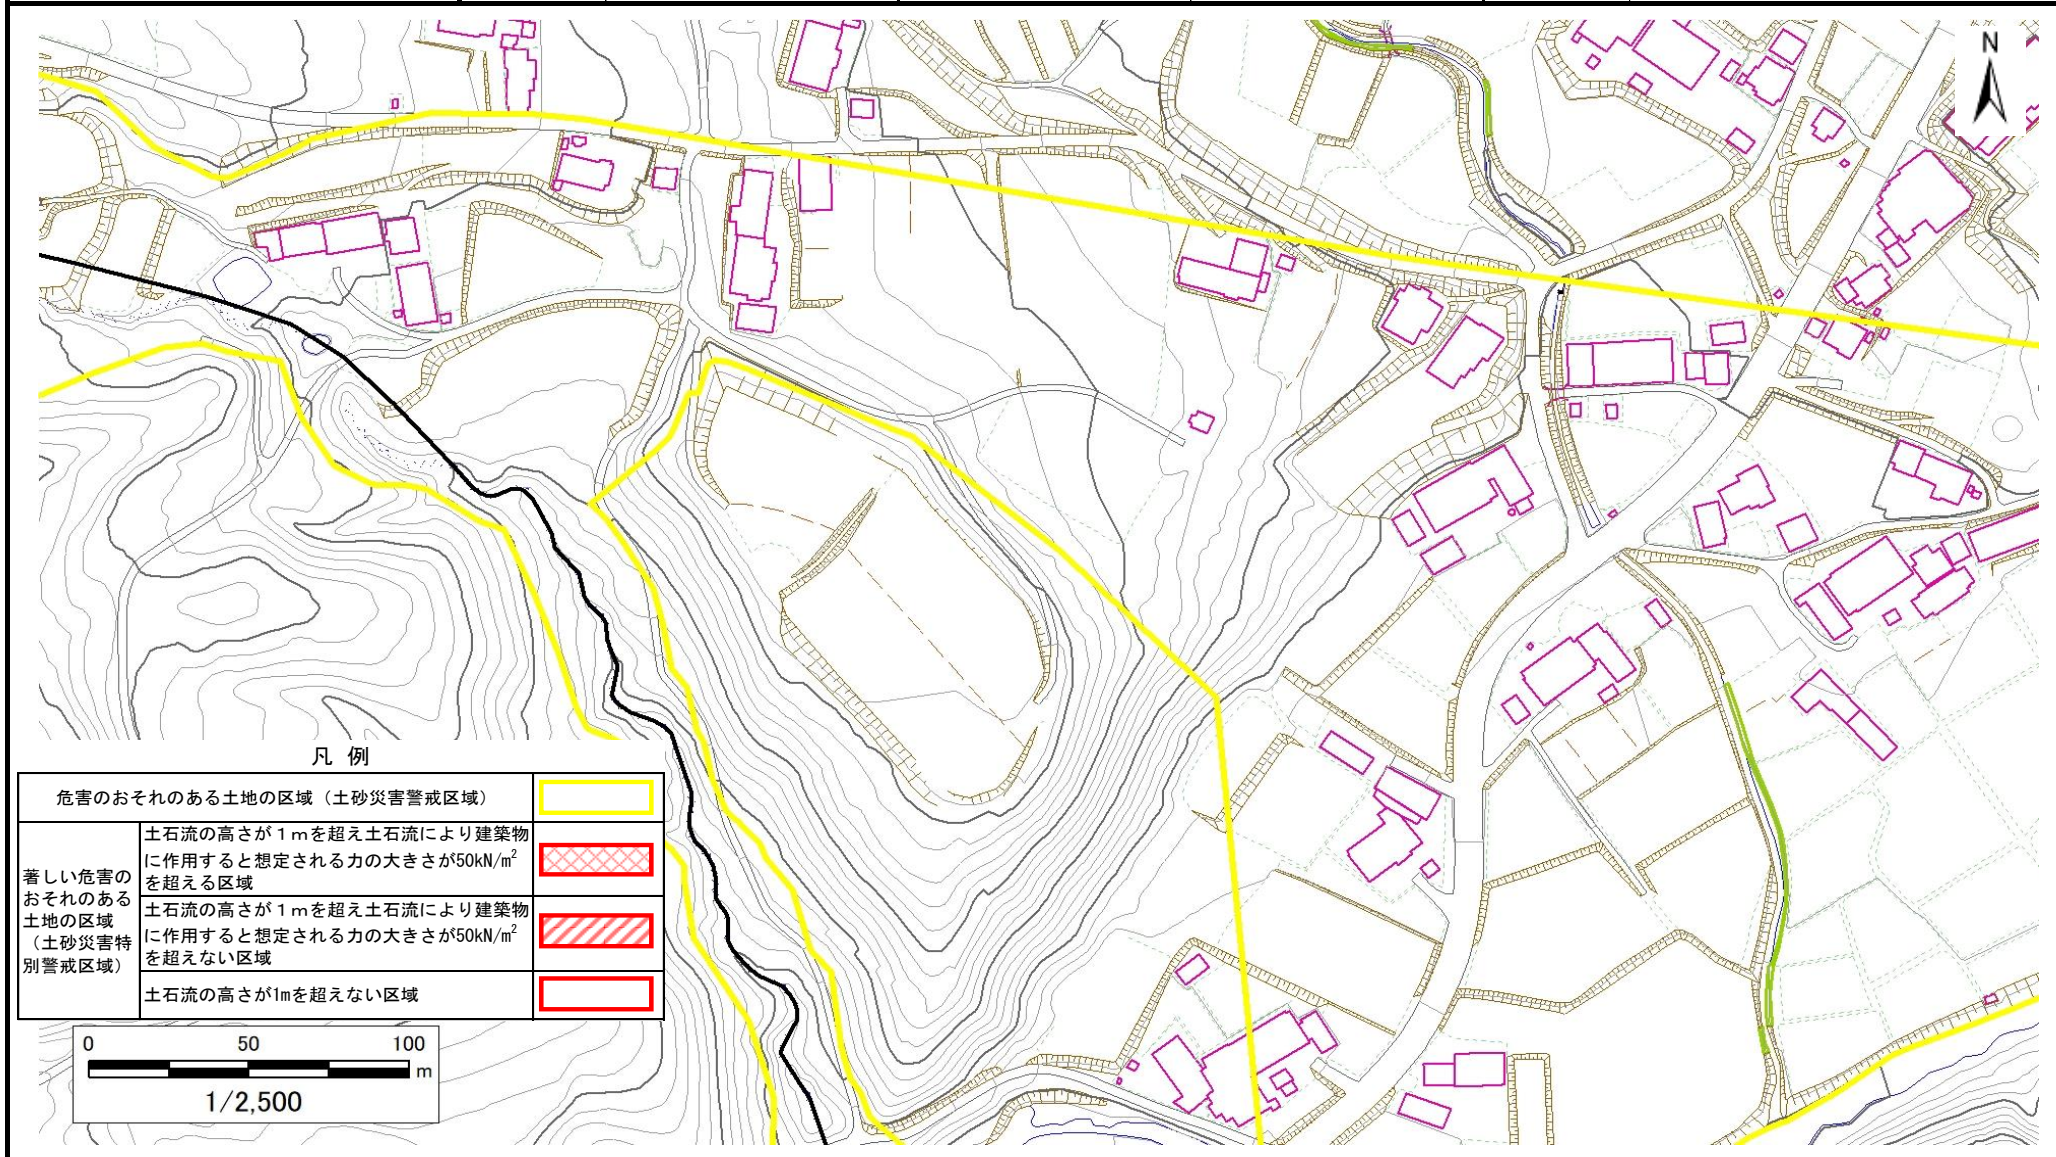 N
凡 例
危害のおそれのある土地の区域（土砂災害警戒区域）
著しい危害の
おそれのある
土地の区域
（土砂災害特
別警戒区域）
土石流の高さが１ｍを超え土石流により建築物
に作用すると想定される力の大きさが50kN/m²
を超える区域
土石流の高さが１ｍを超え土石流により建築物
に作用すると想定される力の大きさが50kN/m²
を超えない区域
土石流の高さが1mを超えない区域
0 50 100
m
1/2,500